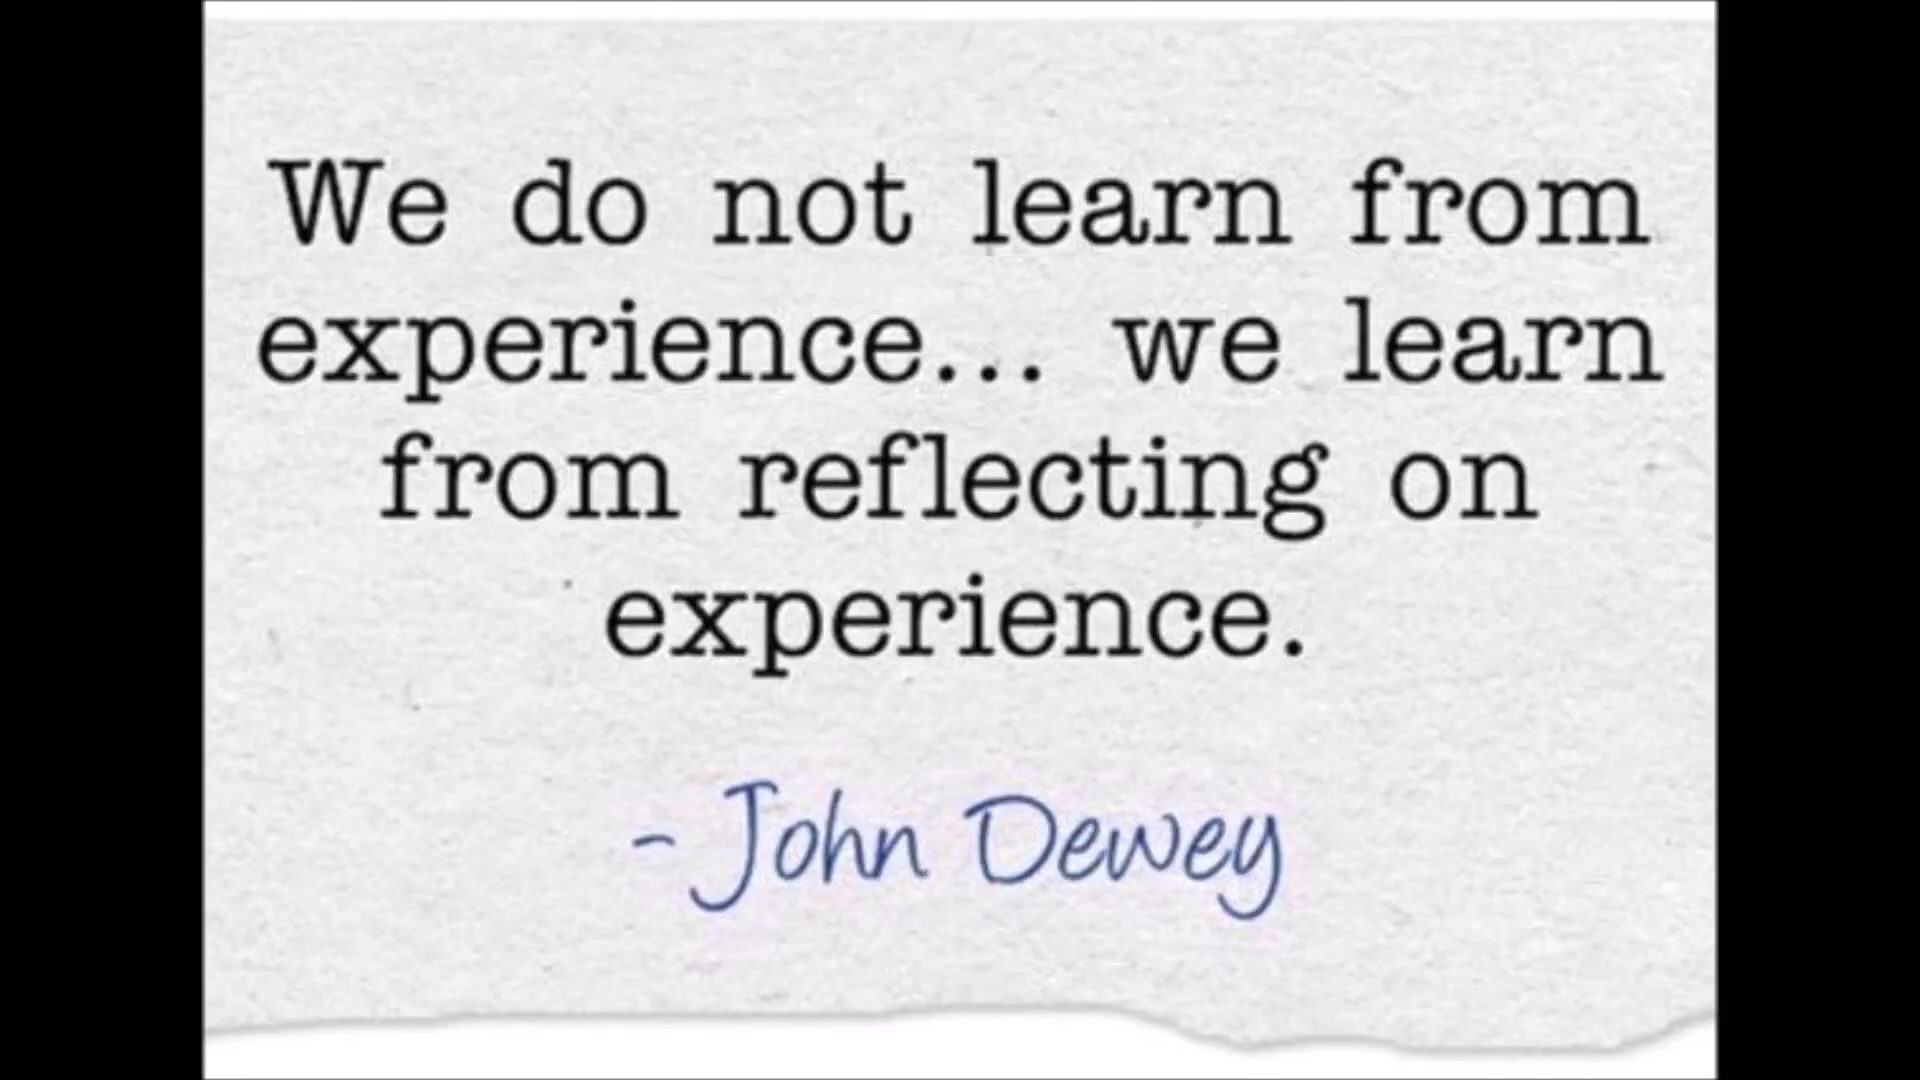 We do not learn from
experience... we learn
from reflecting on
experience.
- John Dewey